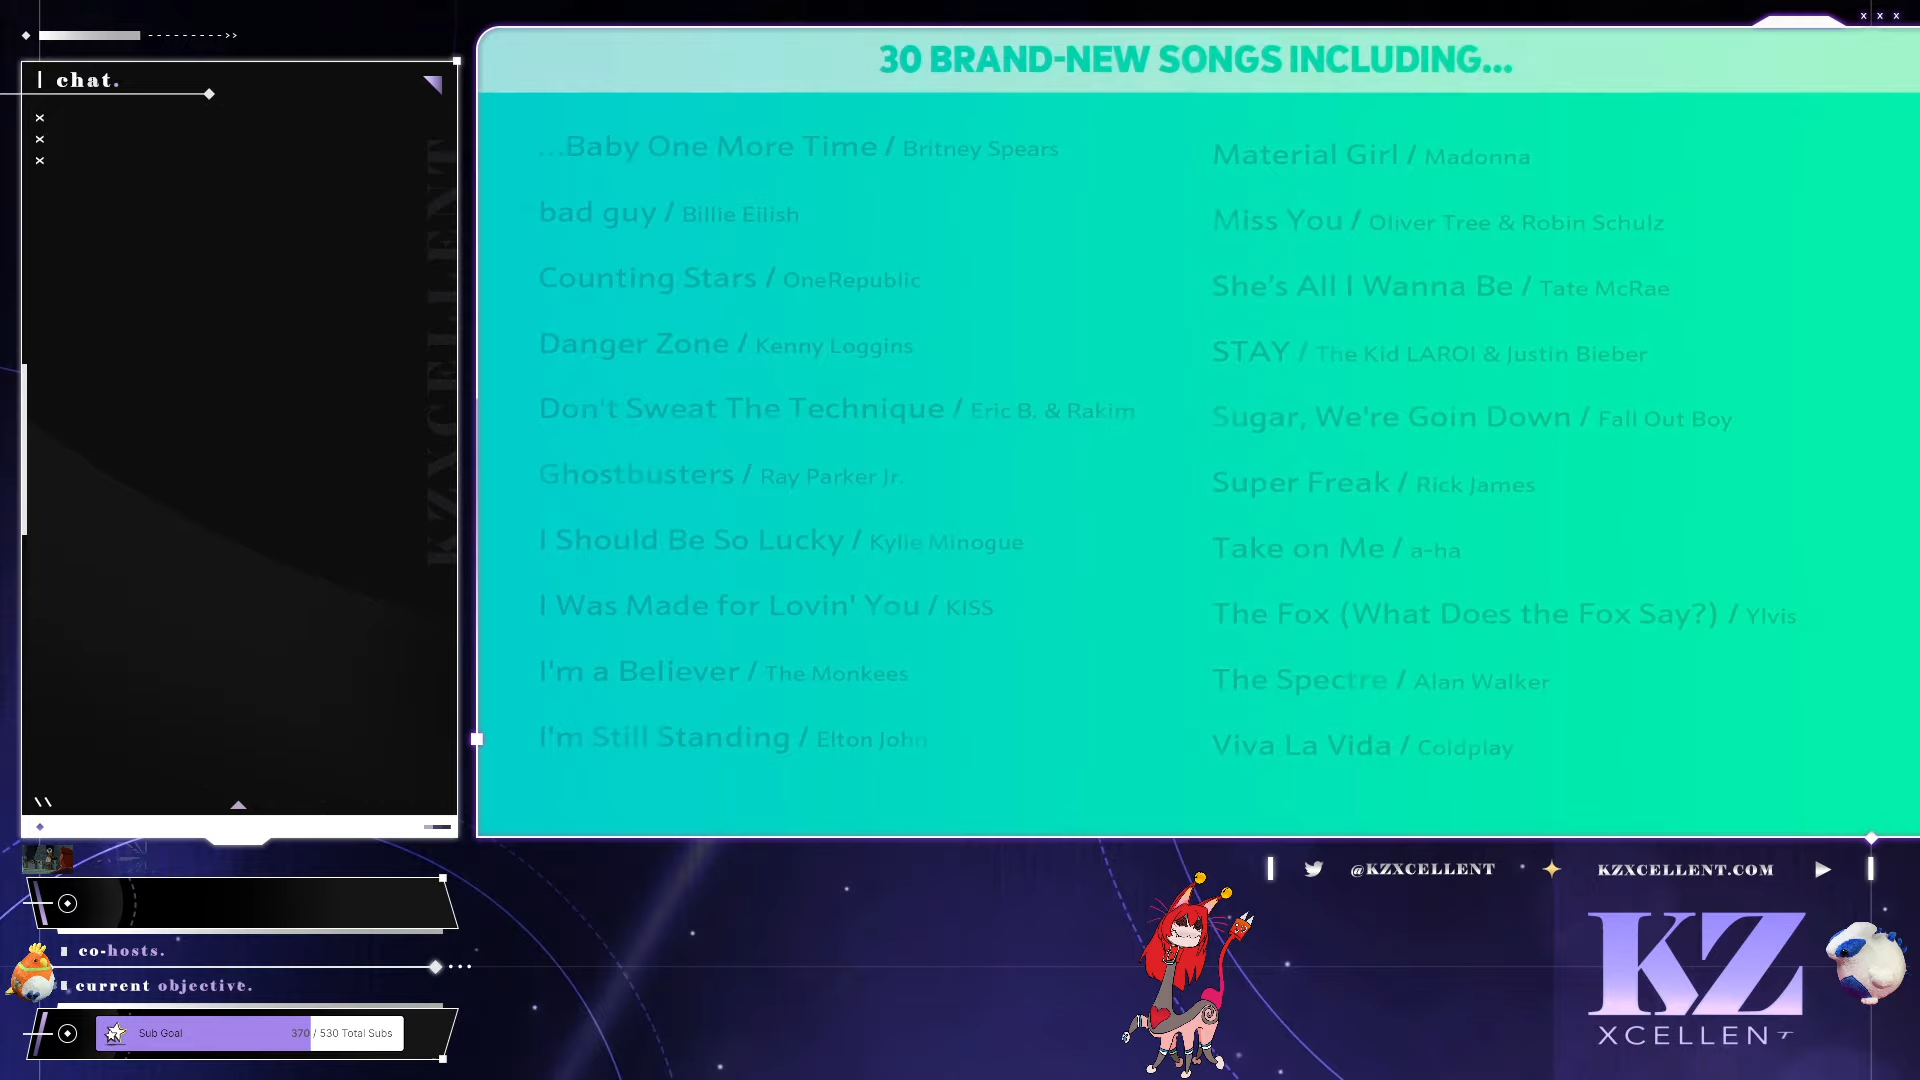 x x x
chat.
x
x
x
KZXCELLENT
30 BRAND-NEW SONGS INCLUDING...
...Baby One More Time / Britney Spears
bad guy / Billie Eilish
Counting Stars / OneRepublic
Danger Zone / Kenny Loggins
Don't Sweat The Technique / Eric B. & Rakim
Ghostbusters / Ray Parker Jr.
I Should Be So Lucky / Kylie Minogue
I Was Made for Lovin' You / KISS
I'm a Believer / The Monkees
I'm Still Standing / Elton John
Material Girl / Madonna
Miss You / Oliver Tree & Robin Schulz
She's All I Wanna Be / Tate McRae
STAY / The Kid LAROI & Justin Bieber
Sugar, We're Goin Down / Fall Out Boy
Super Freak / Rick James
Take on Me / a-ha
The Fox (What Does the Fox Say?) / Ylvis
The Spectre / Alan Walker
Viva La Vida / Coldplay
co-hosts.
current objective.
Sub Goal 370 / 530 Total Subs
@KZXCELLENT
KZXCELLENT.COM
KZ
XCELLENT